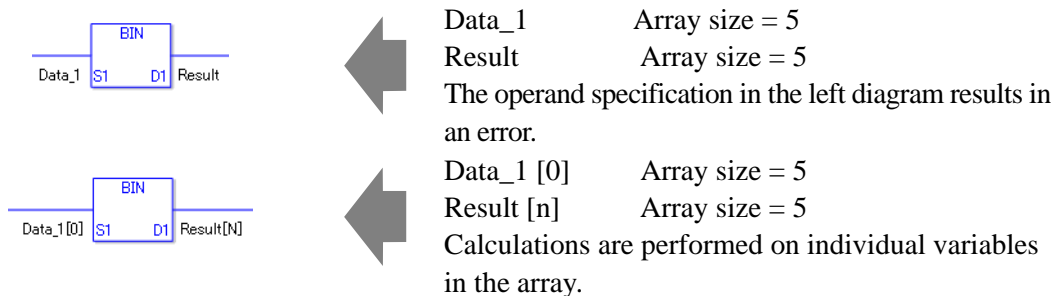 BIN
Data_1 S1 D1 Result
Data_1 Array size = 5
Result Array size = 5
The operand specification in the left diagram results in
an error.
BIN
Data_1[0] S1 D1 Result[N]
Data_1 [0] Array size = 5
Result [n] Array size = 5
Calculations are performed on individual variables
in the array.